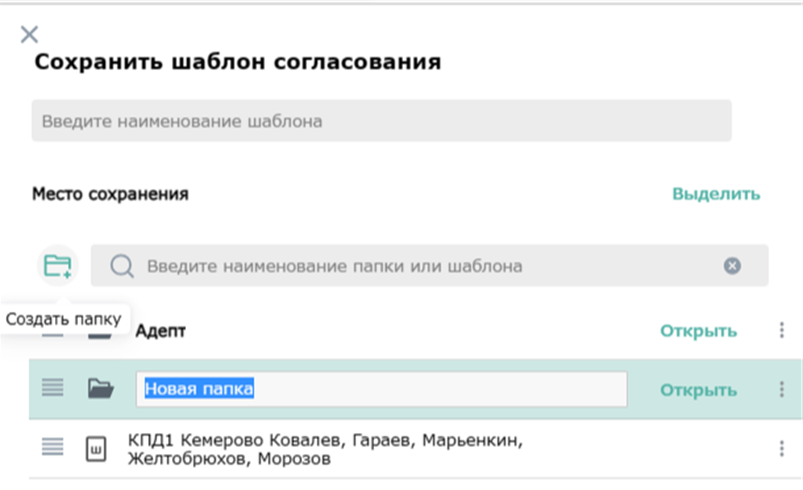 Сохранить шаблон согласования
Введите наименование шаблона
Место сохранения Выделить
Введите наименование папки или шаблона
Создать папку
Адепт Открыть
Новая папка Открыть
Ш
КПД1 Кемерово Ковалев, Гараев, Марьенкин,
Желтобрюхов, Морозов